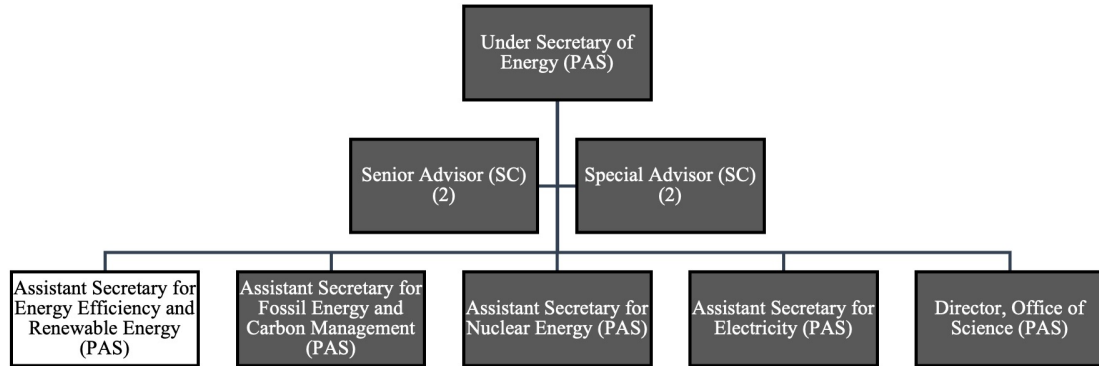 Under Secretary of
Energy (PAS)
Senior Advisor (SC)
(2)
Special Advisor (SC)
(2)
Assistant Secretary for
Energy Efficiency and
Renewable Energy
(PAS)
Assistant Secretary for
Fossil Energy and
Carbon Management
(PAS)
Assistant Secretary for
Nuclear Energy (PAS)
Assistant Secretary for
Electricity (PAS)
Director, Office of
Science (PAS)